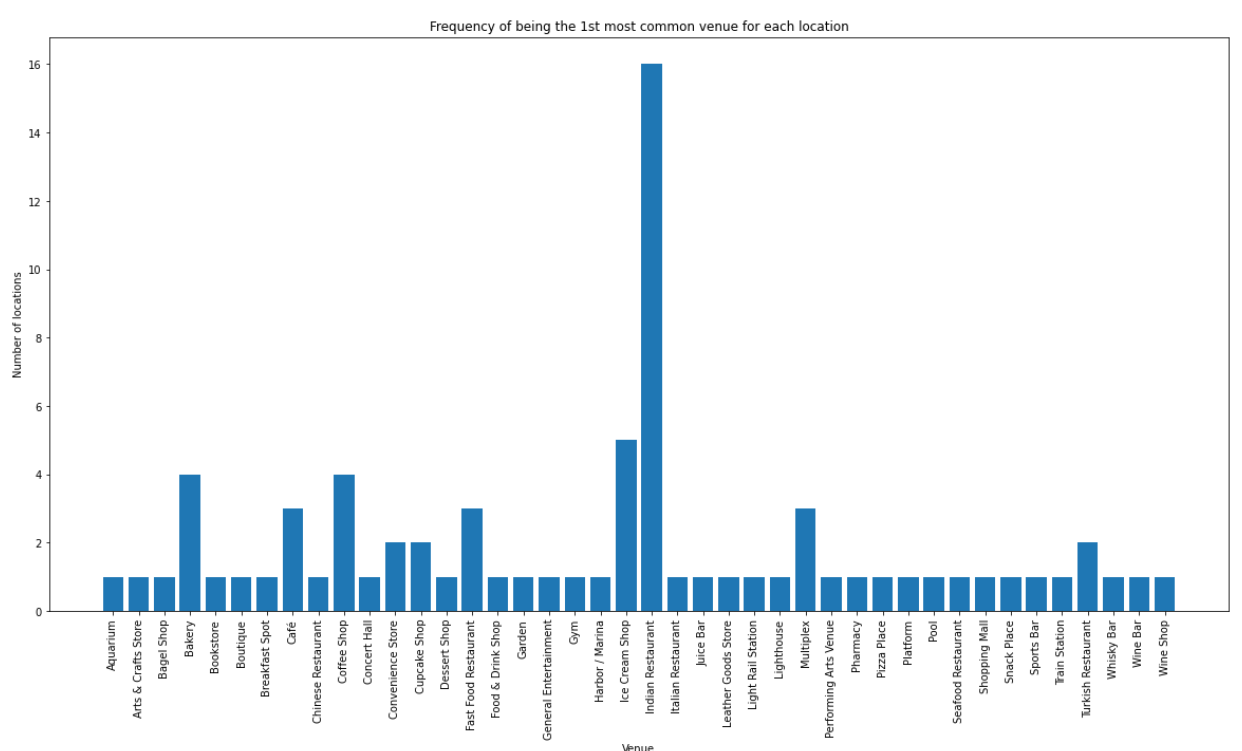 Frequency of being the 1st most common venue for each location
Number of locations
16
14
12
10
8
6
4
2
0
Aquarium
Arts & Crafts Store
Bagel Shop
Bakery
Bookstore
Boutique
Breakfast Spot
Café
Chinese Restaurant
Coffee Shop
Concert Hall
Convenience Store
Cupcake Shop
Dessert Shop
Fast Food Restaurant
Food & Drink Shop
Garden
General Entertainment
Gym
Harbor / Marina
Ice Cream Shop
Indian Restaurant
Italian Restaurant
Juice Bar
Leather Goods Store
Light Rail Station
Lighthouse
Multiplex
Performing Arts Venue
Pharmacy
Pizza Place
Platform
Pool
Seafood Restaurant
Shopping Mall
Snack Place
Sports Bar
Train Station
Turkish Restaurant
Whisky Bar
Wine Bar
Wine Shop
Venue